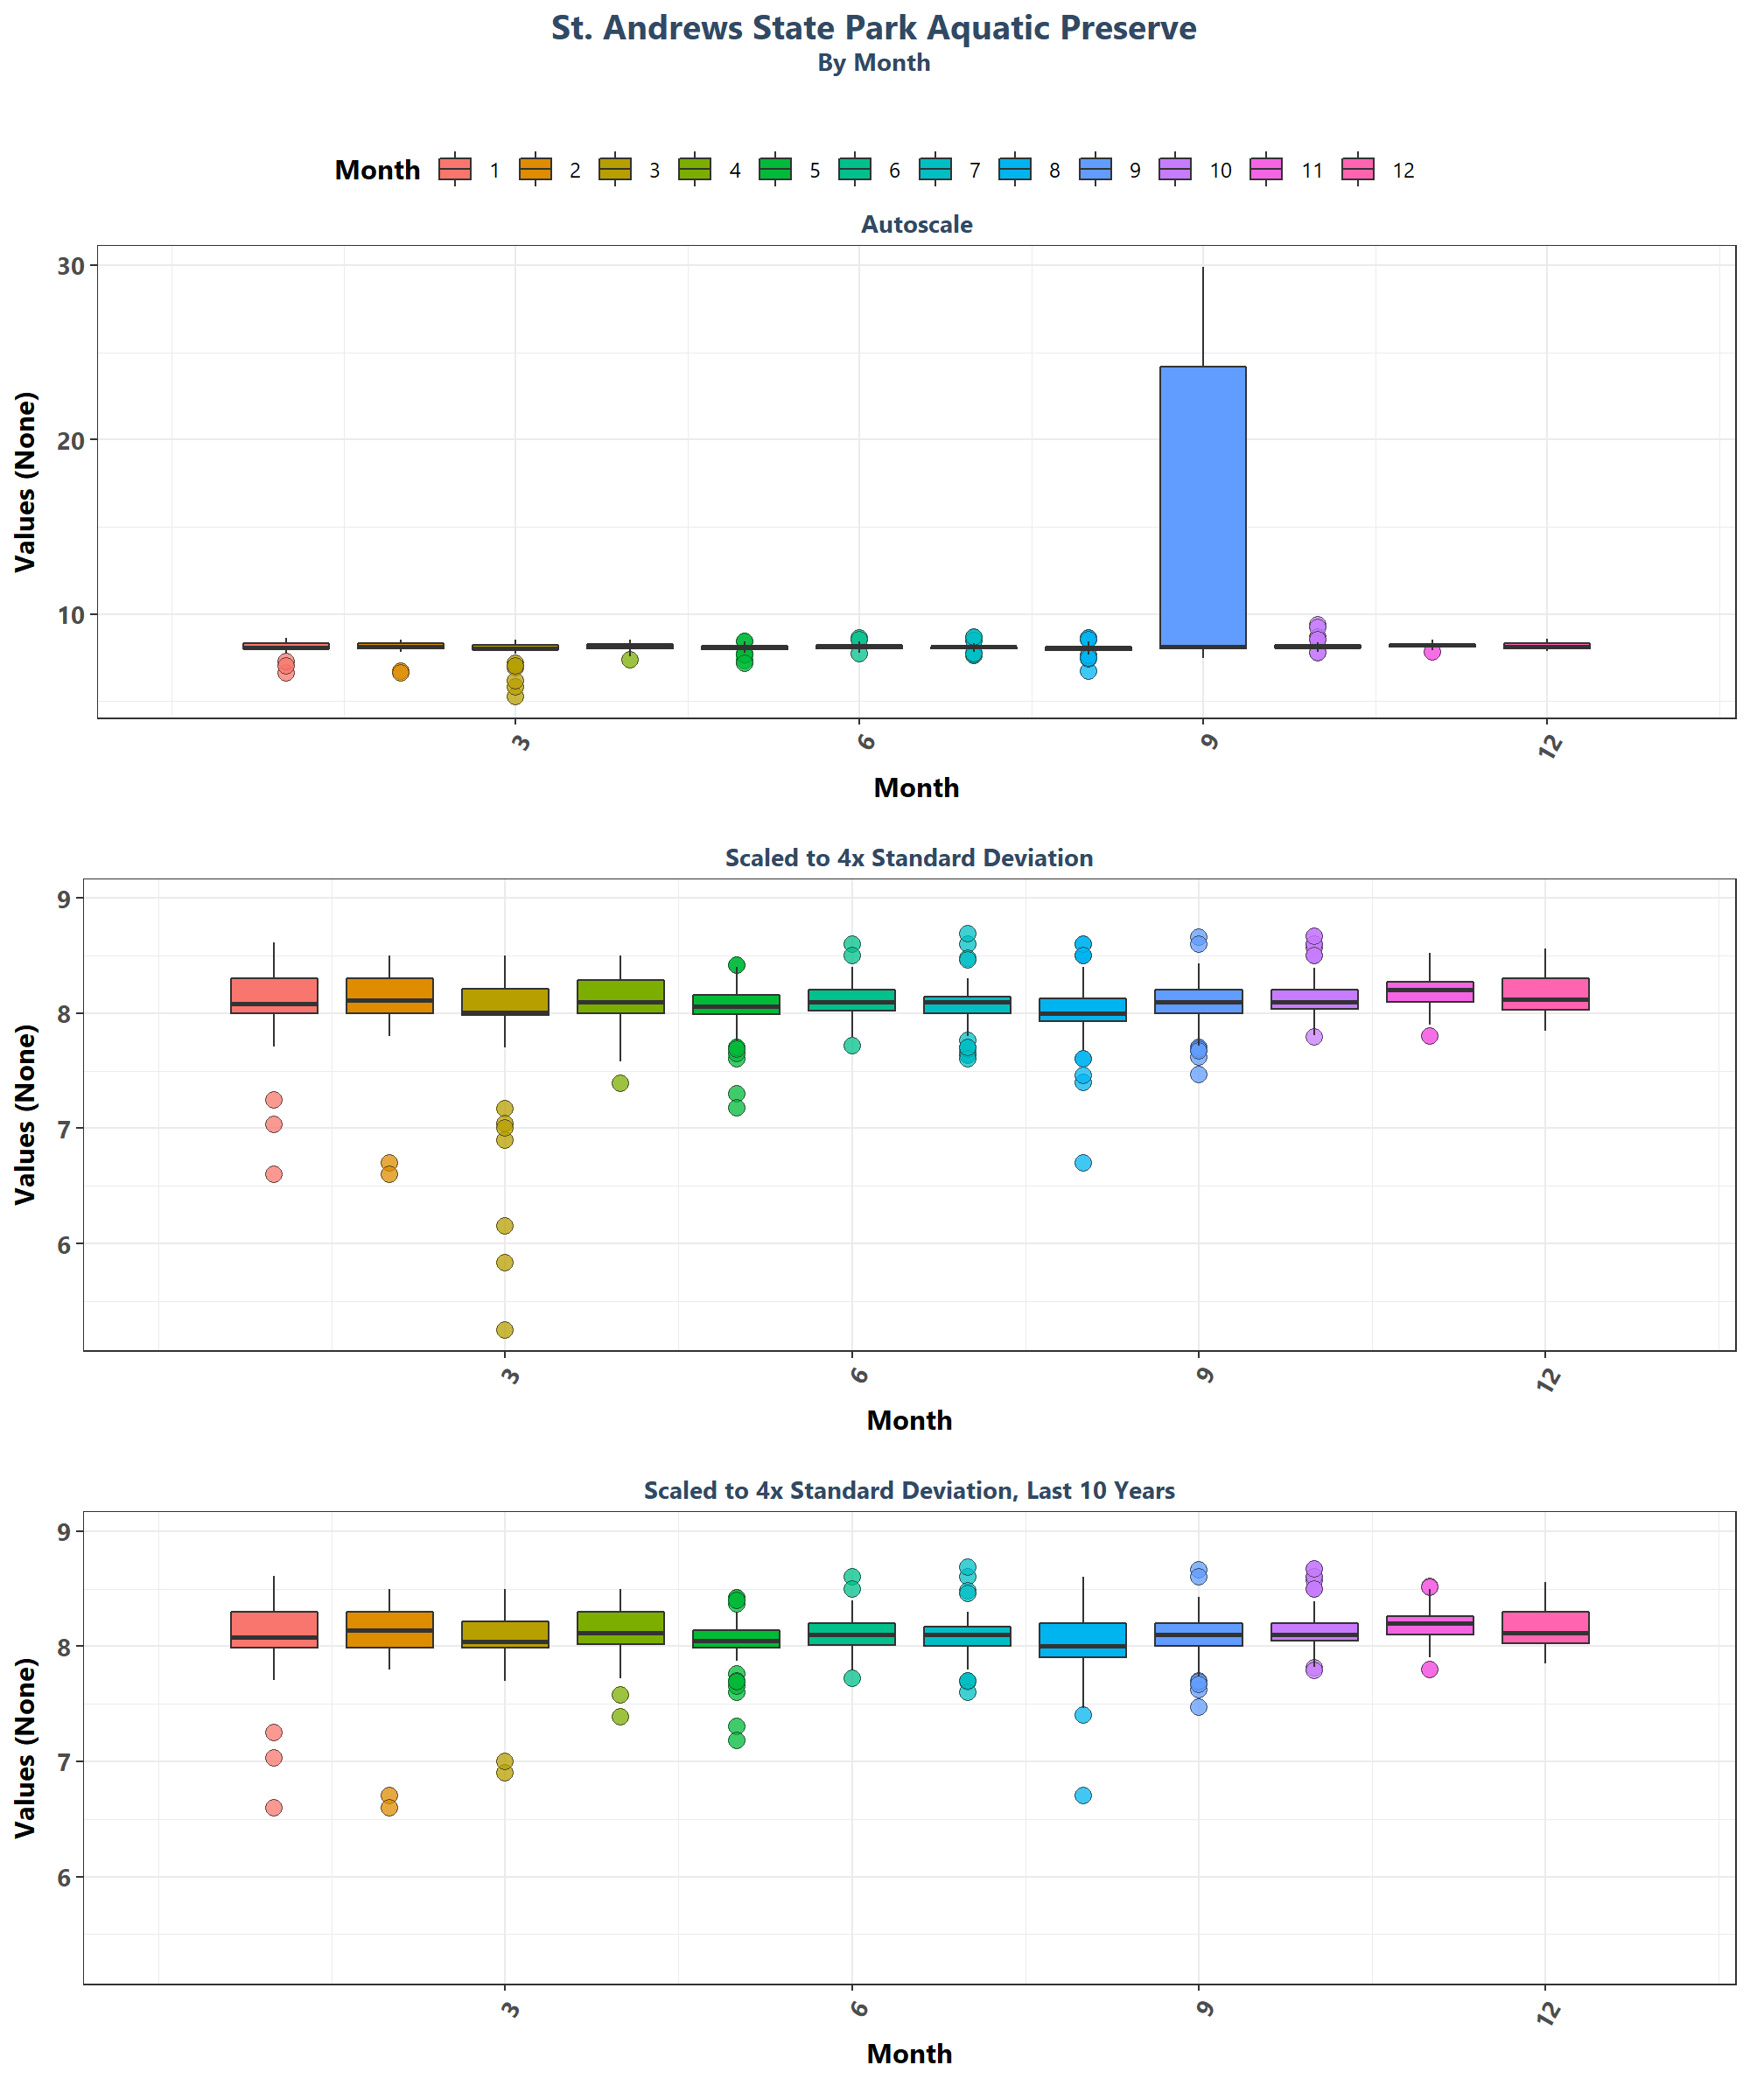 St. Andrews State Park Aquatic Preserve
By Month
Month 1 2 3 4 5 6 7 8 9 10 11 12
Autoscale
Values (None)
30
20
10
3 6 9 12
Month
Scaled to 4x Standard Deviation
Values (None)
9
8
7
6
3 6 9 12
Month
Scaled to 4x Standard Deviation, Last 10 Years
Values (None)
9
8
7
6
3 6 9 12
Month